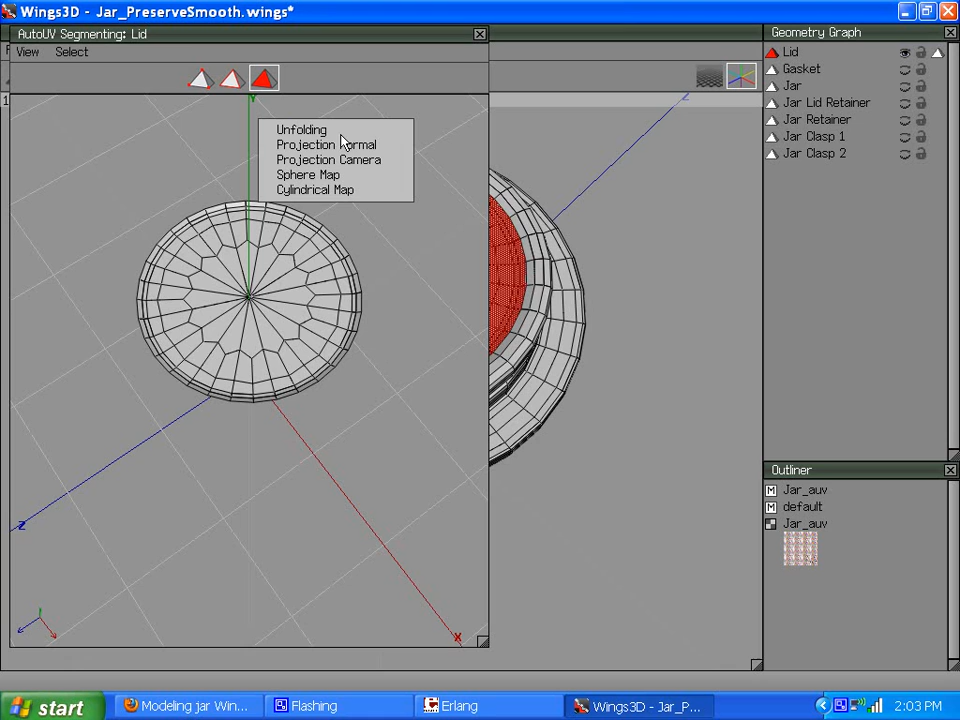 Wings3D - Jar_PreserveSmooth.wings*
AutoUV Segmenting: Lid
View Select
Y
Unfolding
Projection Normal
Projection Camera
Sphere Map
Cylindrical Map
Z
X
Z
1
Geometry Graph
Lid
Gasket
Jar
Jar Lid Retainer
Jar Retainer
Jar Clasp 1
Jar Clasp 2
Outliner
M Jar_auv
M default
Jar_auv
start
Modeling jar Win...
Flashing
Erlang
Wings3D - Jar_P...
2:03 PM